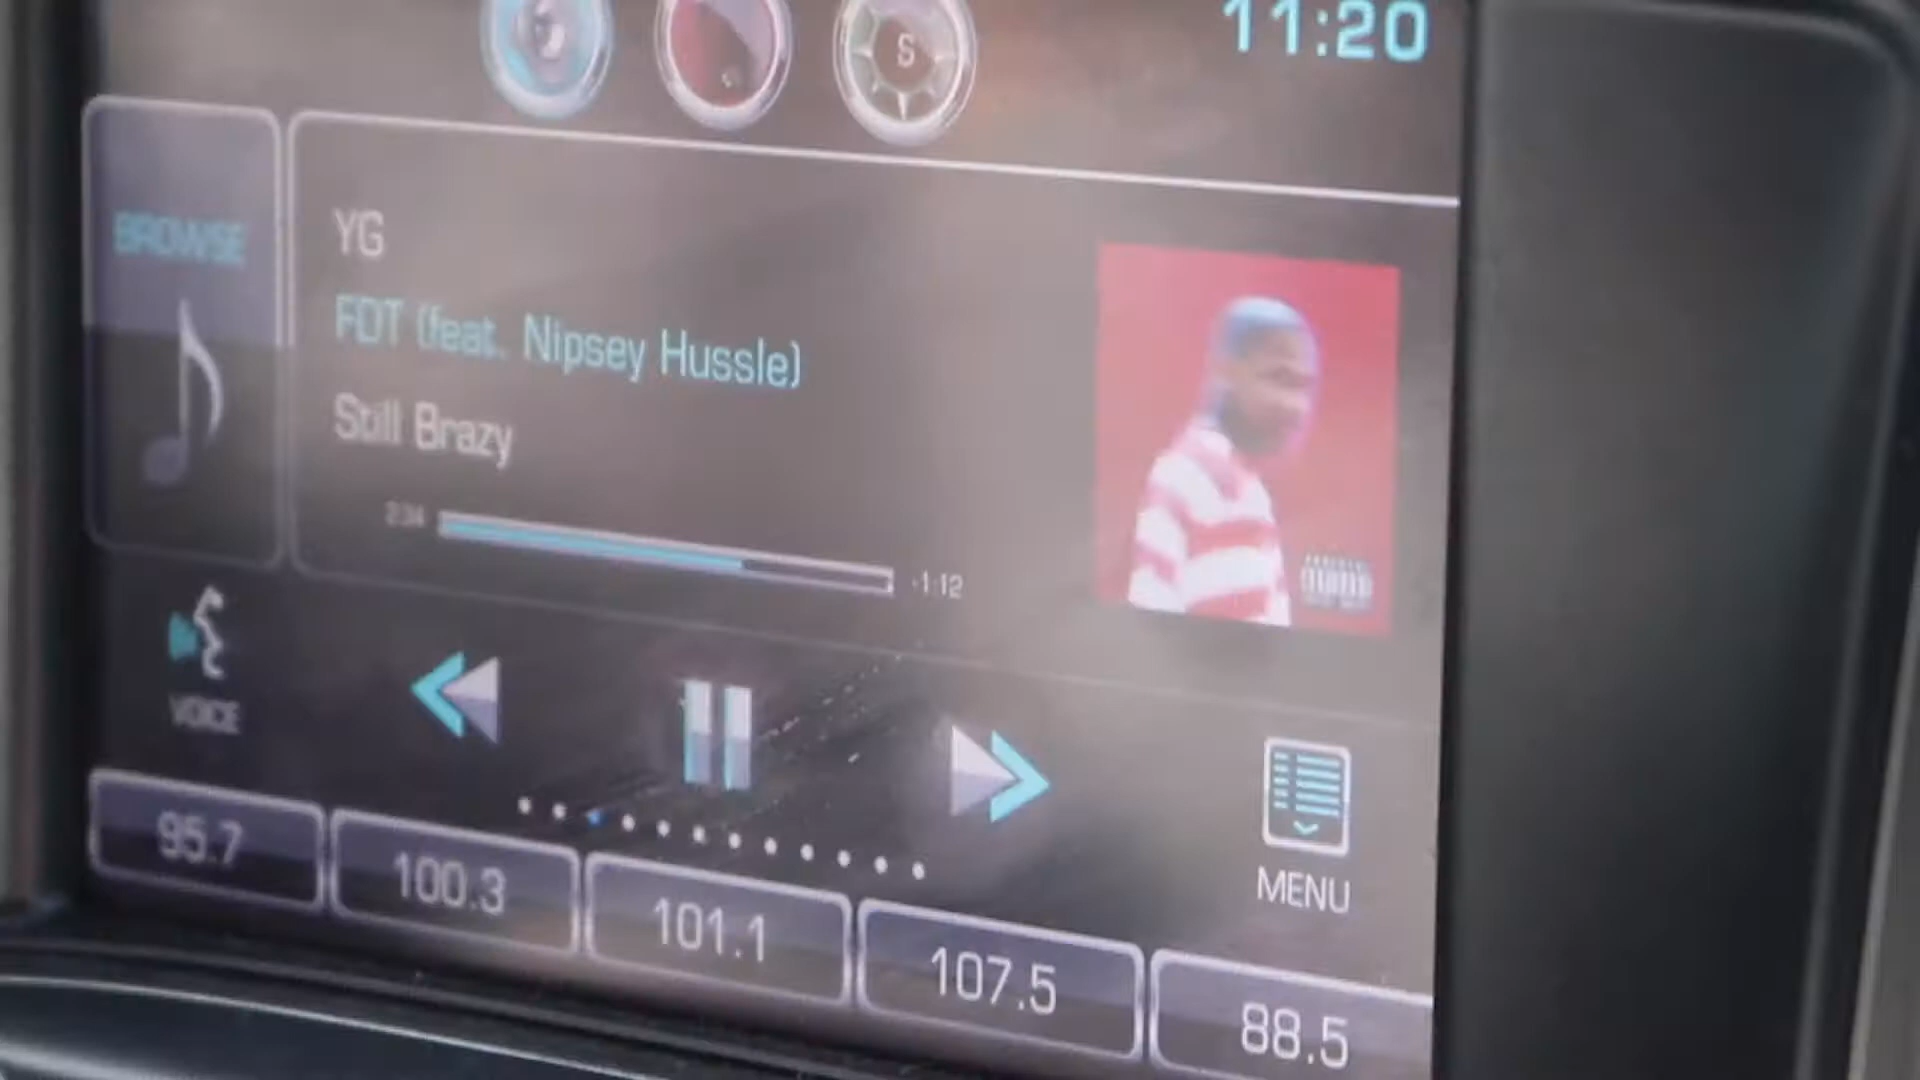 11:20
S
BROWSE
YG
FDT (feat. Nipsey Hussle)
Still Brazy
2:34
-1:12
VOICE
MENU
95.7
100.3
101.1
107.5
88.5